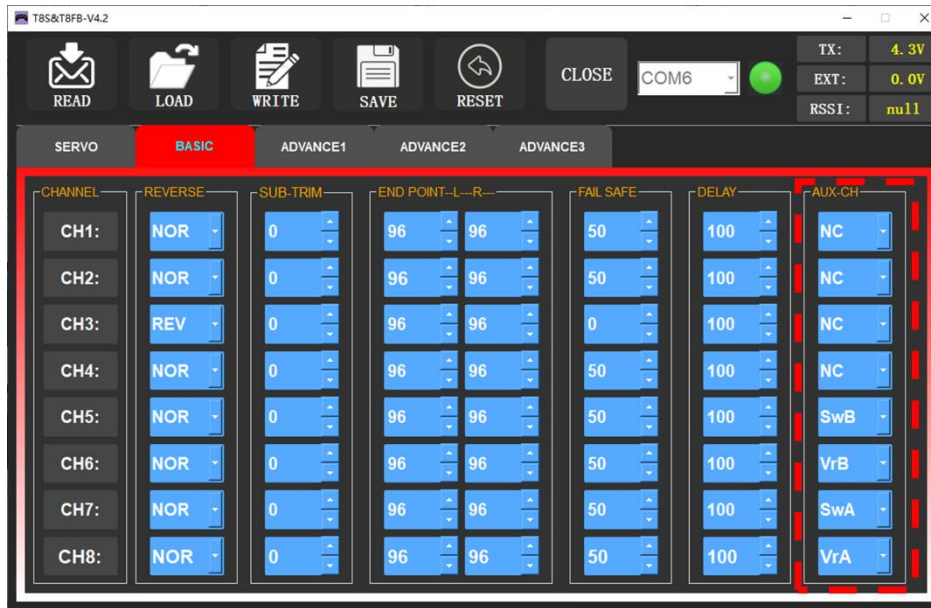 T8S&T8FB-V4.2
READ LOAD WRITE SAVE RESET CLOSE COM6
TX: 4.3V
EXT: 0.0V
RSSI: null
SERVO BASIC ADVANCE1 ADVANCE2 ADVANCE3
CHANNEL REVERSE SUB-TRIM END POINT--L---R--- FAIL SAFE DELAY AUX-CH
CH1: NOR 0 96 96 50 100 NC
CH2: NOR 0 96 96 50 100 NC
CH3: REV 0 96 96 0 100 NC
CH4: NOR 0 96 96 50 100 NC
CH5: NOR 0 96 96 50 100 SwB
CH6: NOR 0 96 96 50 100 VrB
CH7: NOR 0 96 96 50 100 SwA
CH8: NOR 0 96 96 50 100 VrA